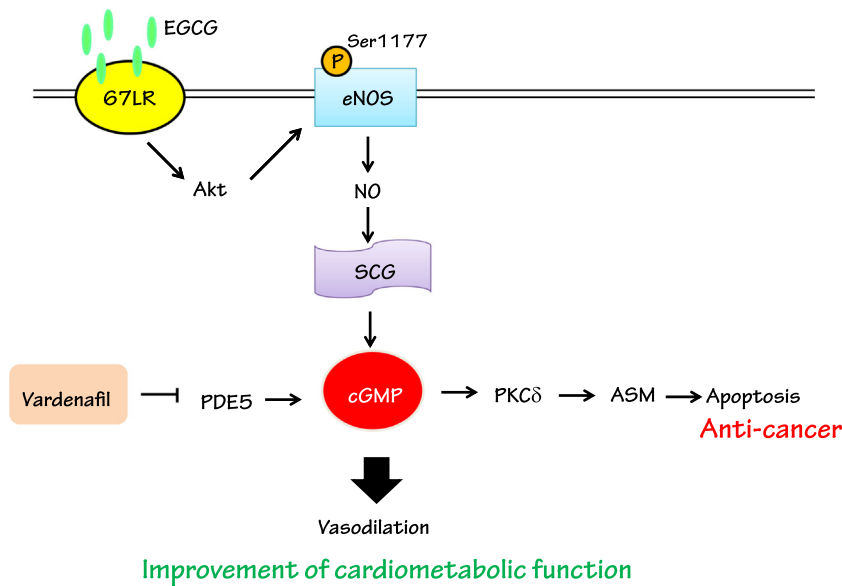 EGCG
Ser1177
P
67LR
eNOS
Akt
NO
SCG
Vardenafil
PDE5
cGMP
PKCδ
ASM
Apoptosis
Anti-cancer
Vasodilation
Improvement of cardiometabolic function